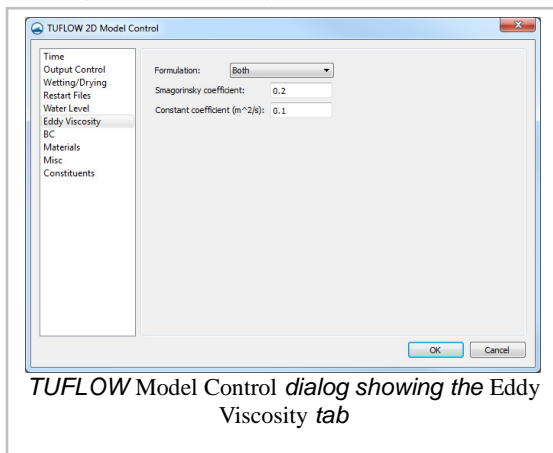 TUFLOW 2D Model Control
Time
Output Control
Wetting/Drying
Restart Files
Water Level
Eddy Viscosity
BC
Materials
Misc
Constituents
Formulation: Both
Smagorinsky coefficient: 0.2
Constant coefficient (m^2/s): 0.1
OK Cancel
TUFLOW Model Control dialog showing the Eddy
Viscosity tab